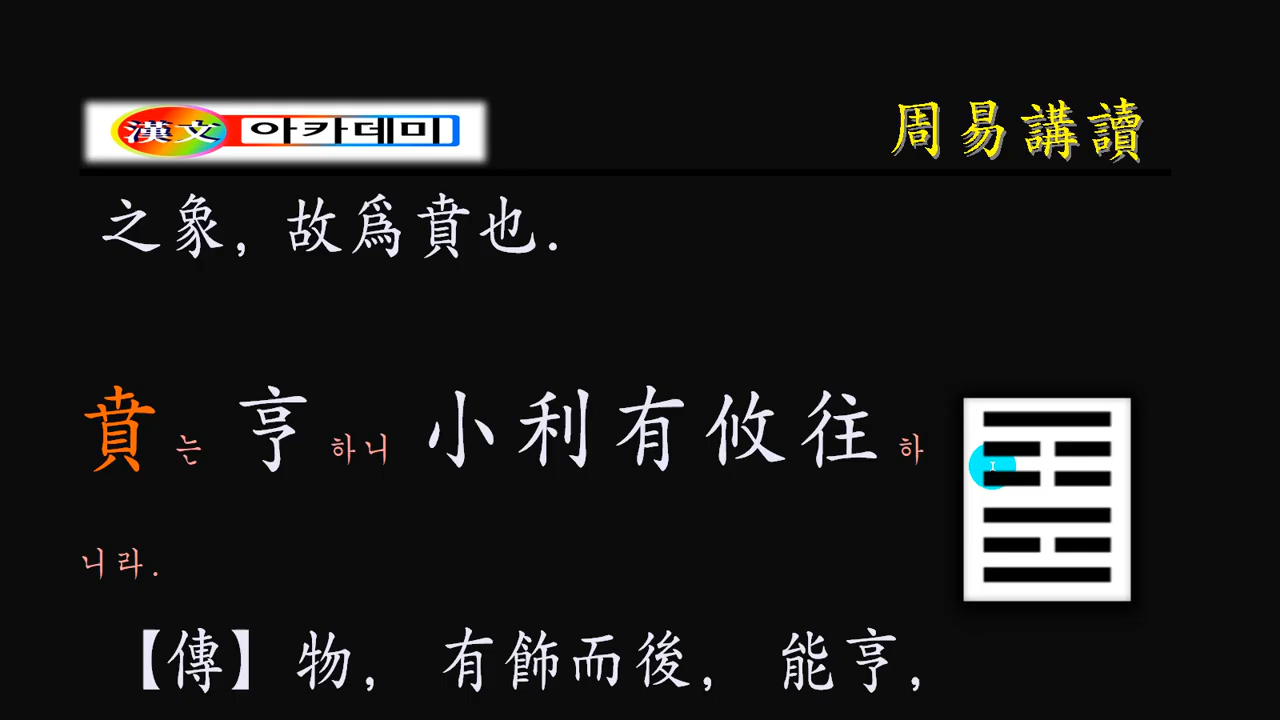 漢文 아카데미
周易講讀
之象, 故爲賁也.
賁는 亨하니 小利有攸往하
니라.
【傳】物, 有飾而後, 能亨,